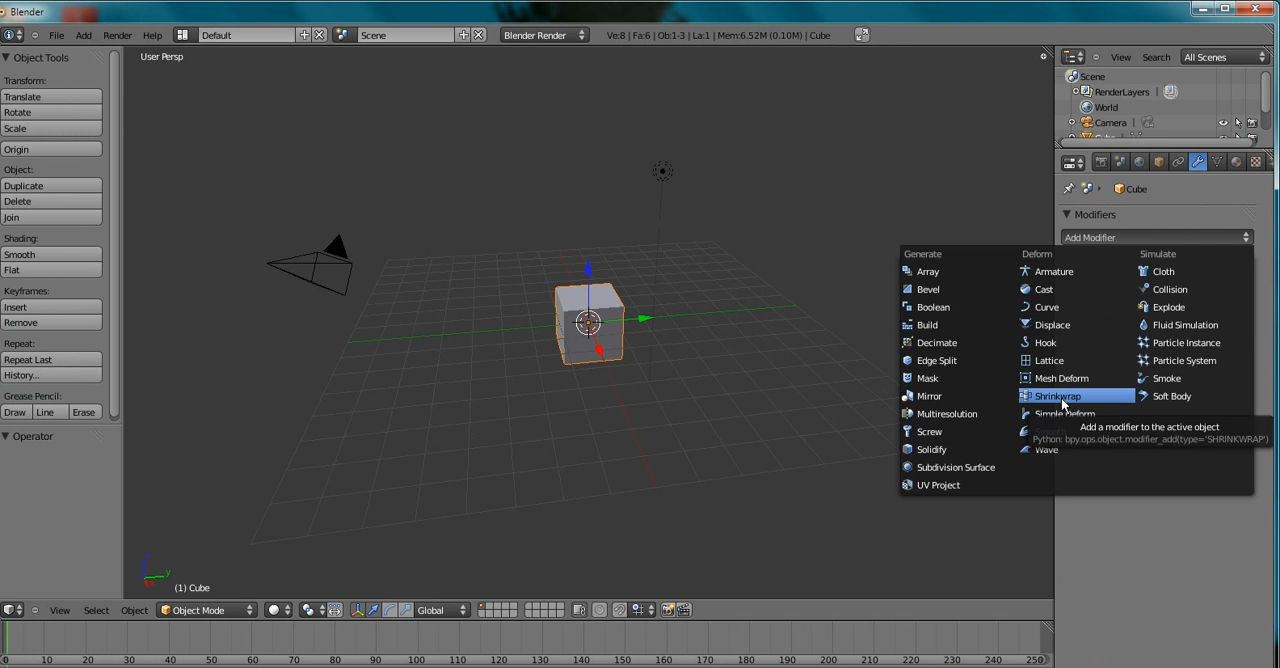 Blender
File Add Render Help Default Scene Blender Render Ve:8 | Fa:6 | Ob:1-3 | La:1 | Mem:6.52M (0.10M) | Cube
Object Tools
Transform:
Translate
Rotate
Scale
Origin
Object:
Duplicate
Delete
Join
Shading:
Smooth
Flat
Keyframes:
Insert
Remove
Repeat:
Repeat Last
History...
Grease Pencil:
Draw Line Erase
Operator
User Persp
(1) Cube
z
y
View Search All Scenes
Scene
RenderLayers |
World
Camera |
Cube
Modifiers
Add Modifier
Generate
Array
Bevel
Boolean
Build
Decimate
Edge Split
Mask
Mirror
Multiresolution
Screw
Solidify
Subdivision Surface
UV Project
Deform
Armature
Cast
Curve
Displace
Hook
Lattice
Mesh Deform
Shrinkwrap
Simple Deform
Wave
Simulate
Cloth
Collision
Explode
Fluid Simulation
Particle Instance
Particle System
Smoke
Soft Body
Add a modifier to the active object
Python: bpy.ops.object.modifier_add(type='SHRINKWRAP')
View Select Object Object Mode Global
0 10 20 30 40 50 60 70 80 90 100 110 120 130 140 150 160 170 180 190 200 210 220 230 240 250